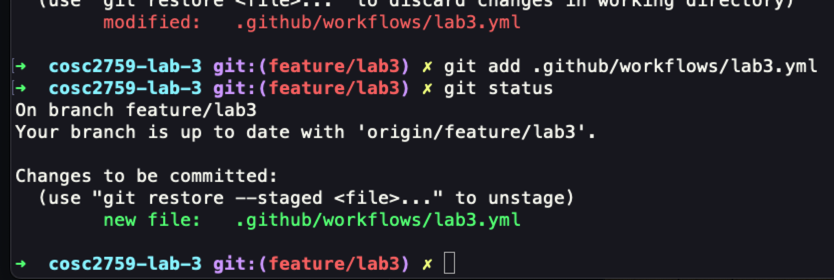 (use "git restore <file>..." to discard changes in working directory)
modified:   .github/workflows/lab3.yml
[➜  cosc2759-lab-3 git:(feature/lab3) ✗ git add .github/workflows/lab3.yml
[➜  cosc2759-lab-3 git:(feature/lab3) ✗ git status
On branch feature/lab3
Your branch is up to date with 'origin/feature/lab3'.
Changes to be committed:
(use "git restore --staged <file>..." to unstage)
new file:   .github/workflows/lab3.yml
➜  cosc2759-lab-3 git:(feature/lab3) ✗